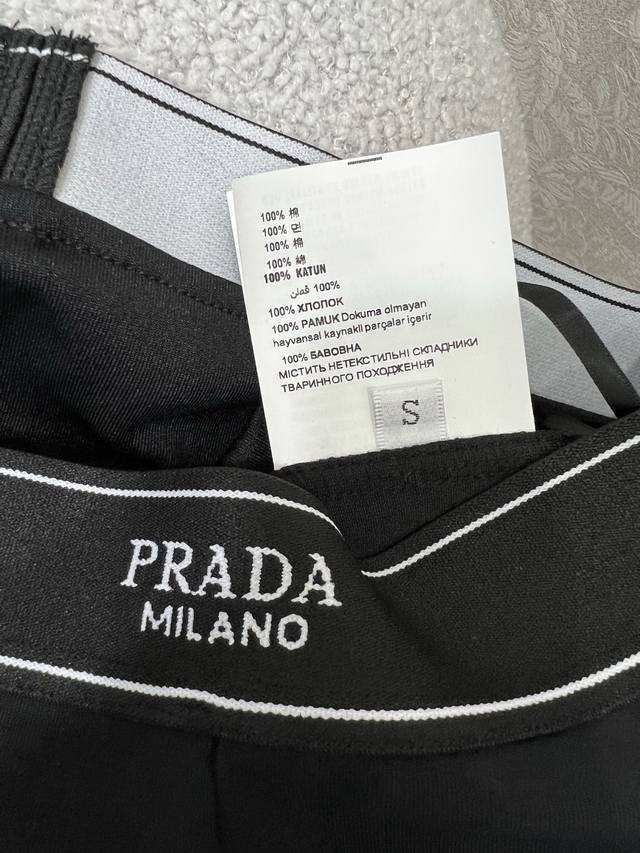 100% 棉
100% 면
100% 棉
100% 綿
100% KATUN
100% قطن
100% ХЛОПОК
100% PAMUK Dokuma olmayan
hayvansal kaynakli parçalar içerir
100% БАВОВНА
МІСТИТЬ НЕТЕКСТИЛЬНІ СКЛАДНИКИ
ТВАРИННОГО ПОХОДЖЕННЯ
S
PRADA
MILANO